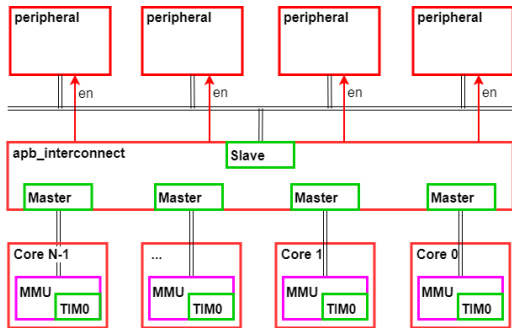 peripheral peripheral peripheral peripheral
en en en en
apb_interconnect Slave
Master Master Master Master
Core N-1 ... Core 1 Core 0
MMU MMU MMU MMU
TIM0 TIM0 TIM0 TIM0